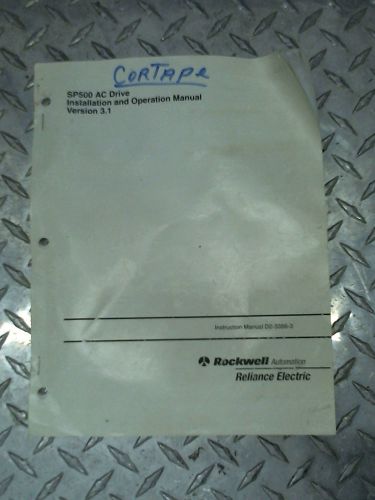 CORTAPE
SP500 AC Drive
Installation and Operation Manual
Version 3.1
Instruction Manual D2-3356-3
Rockwell Automation
Reliance Electric